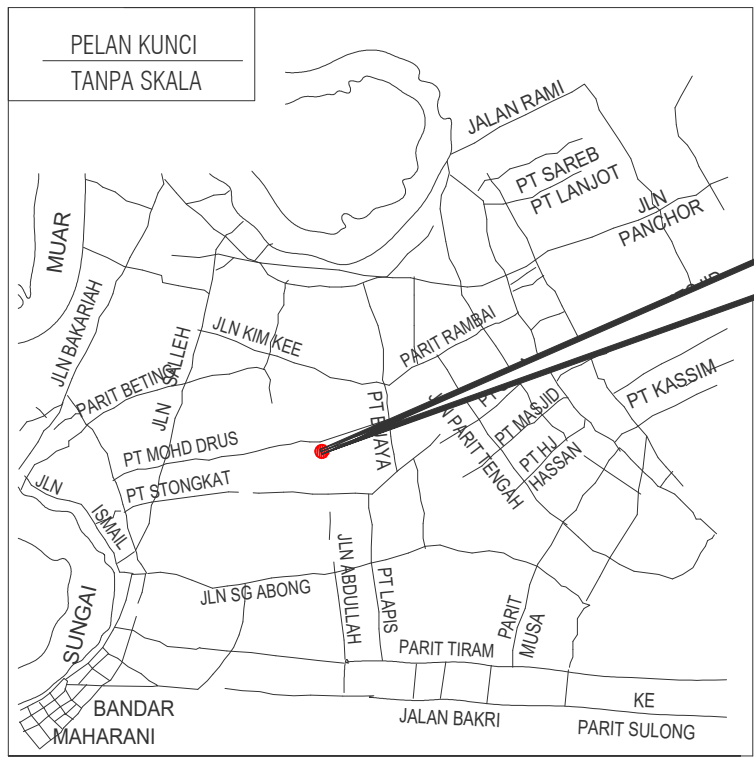 PELAN KUNCI
TANPA SKALA
JALAN RAMI
PT SAREB
PT LANJOT
JLN
PANCHOR
MUAR
JLN BAKARIAH
JLN SALLEH
JLN KIM KEE
PARIT RAMBAI
PARIT BETING
PT KASSIM
PT MOHD DRUS
PT STONGKAT
JLN PARIT TENGAH
PT MASJID
PT HJ
HASSAN
JLN
ISMAIL
SUNGAI
JLN SG ABONG
JLN ABDULLAH
PT LAPIS
PARIT TIRAM
PARIT
MUSA
BANDAR
MAHARANI
JALAN BAKRI
KE
PARIT SULONG